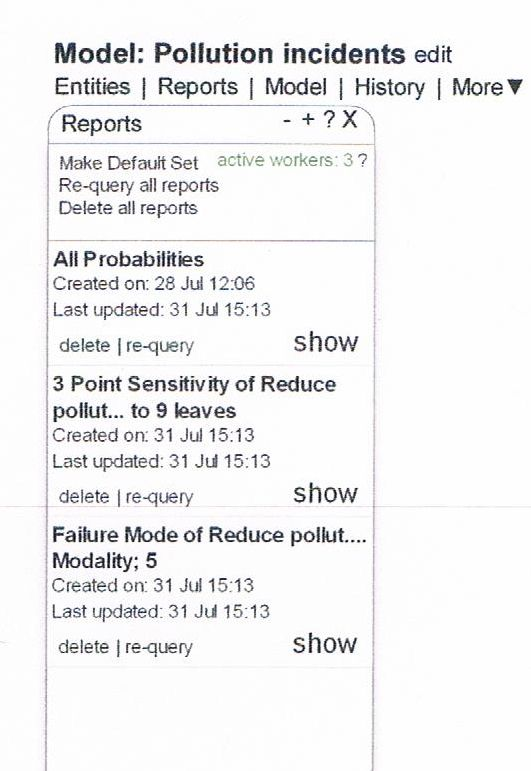 Model: Pollution incidents edit
Entities | Reports | Model | History | More▼
Reports - + ? X
Make Default Set active workers: 3 ?
Re-query all reports
Delete all reports
All Probabilities
Created on: 28 Jul 12:06
Last updated: 31 Jul 15:13
delete | re-query show
3 Point Sensitivity of Reduce
pollut... to 9 leaves
Created on: 31 Jul 15:13
Last updated: 31 Jul 15:13
delete | re-query show
Failure Mode of Reduce pollut....
Modality; 5
Created on: 31 Jul 15:13
Last updated: 31 Jul 15:13
delete | re-query show